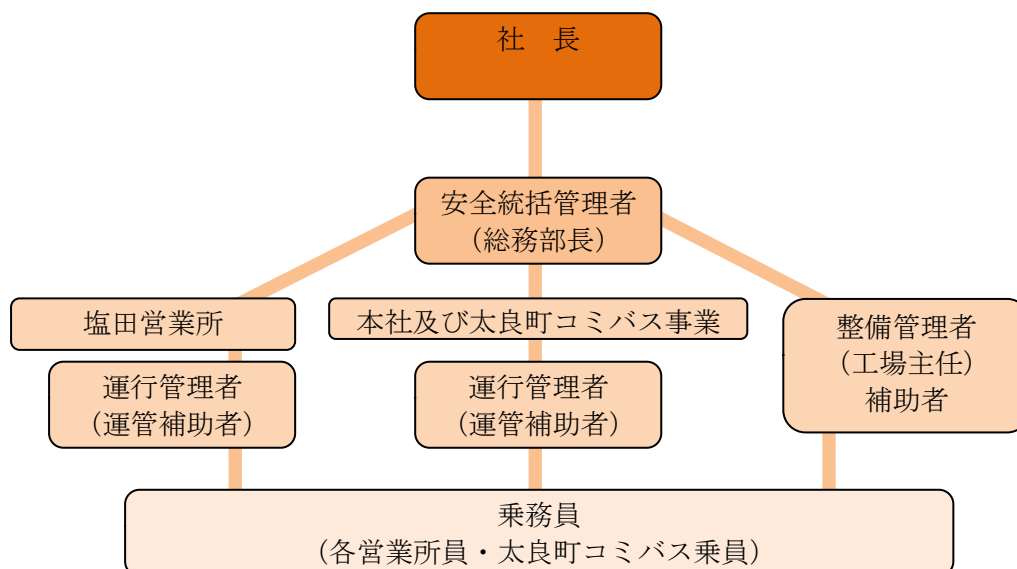 社　長
安全統括管理者
（総務部長）
塩田営業所
本社及び太良町コミバス事業
整備管理者
（工場主任）
補助者
運行管理者
（運管補助者）
運行管理者
（運管補助者）
乗務員
（各営業所員・太良町コミバス乗員）